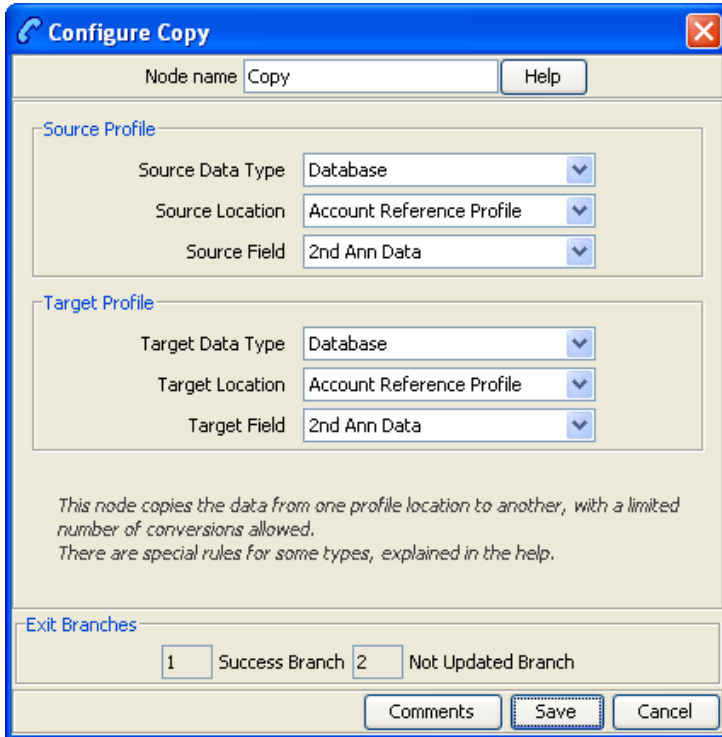 Configure Copy
Node name Copy Help
Source Profile
Source Data Type Database
Source Location Account Reference Profile
Source Field 2nd Ann Data
Target Profile
Target Data Type Database
Target Location Account Reference Profile
Target Field 2nd Ann Data
This node copies the data from one profile location to another, with a limited
number of conversions allowed.
There are special rules for some types, explained in the help.
Exit Branches
1 Success Branch 2 Not Updated Branch
Comments Save Cancel